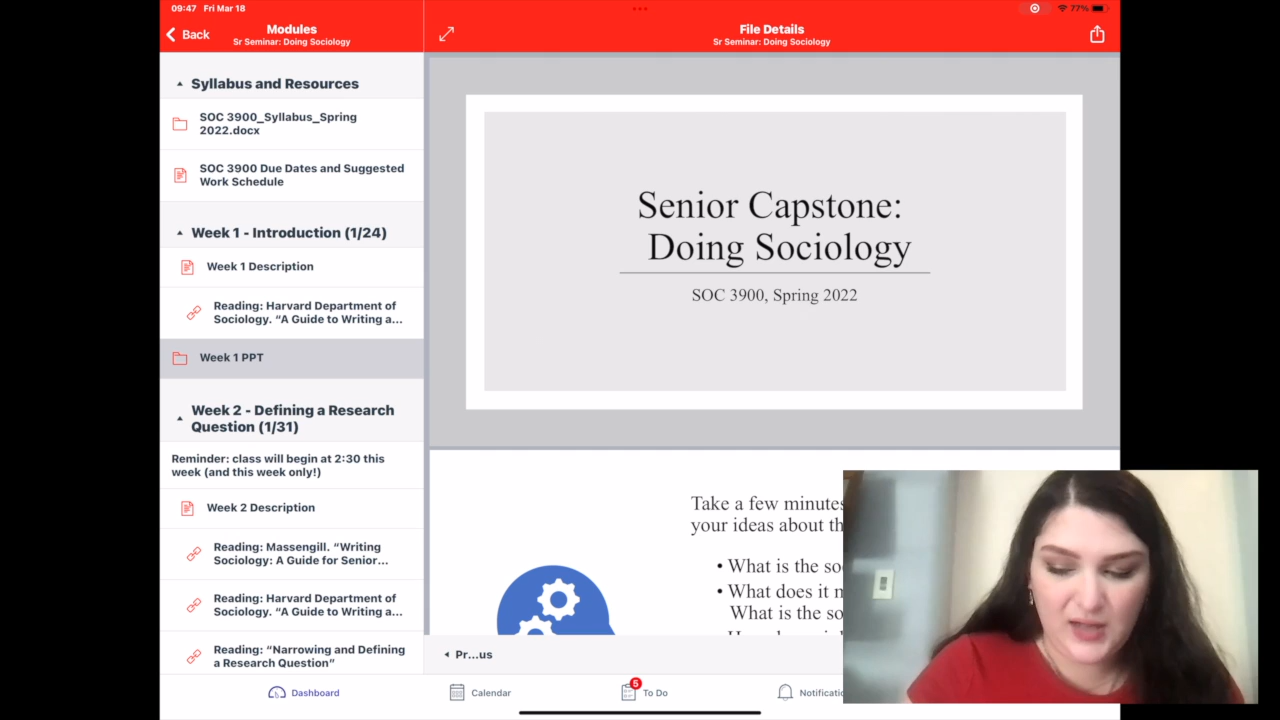 09:47 Fri Mar 18
77%
Back
Modules
Sr Seminar: Doing Sociology
File Details
Sr Seminar: Doing Sociology
Syllabus and Resources
SOC 3900_Syllabus_Spring
2022.docx
SOC 3900 Due Dates and Suggested
Work Schedule
Week 1 - Introduction (1/24)
Week 1 Description
Reading: Harvard Department of
Sociology. “A Guide to Writing a...
Week 1 PPT
Week 2 - Defining a Research
Question (1/31)
Reminder: class will begin at 2:30 this
week (and this week only!)
Week 2 Description
Reading: Massengill. “Writing
Sociology: A Guide for Senior...
Reading: Harvard Department of
Sociology. “A Guide to Writing a...
Reading: “Narrowing and Defining
a Research Question”
Senior Capstone:
Doing Sociology
SOC 3900, Spring 2022
Take a few minutes
your ideas about th
• What is the so
• What does it m
What is the so
Pr...us
Dashboard
Calendar
5
To Do
Notificatio